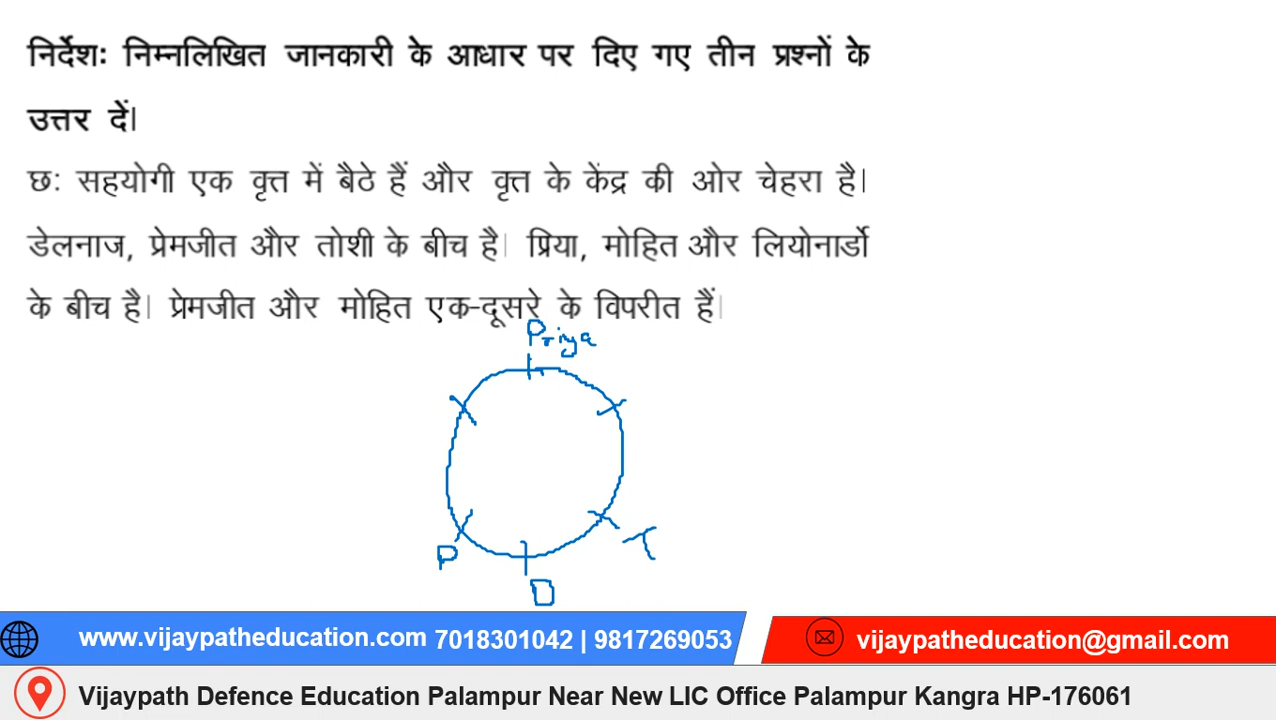 निर्देशः निम्नलिखित जानकारी के आधार पर दिए गए तीन प्रश्नों के
उत्तर दें।
छः सहयोगी एक वृत्त में बैठे हैं और वृत्त के केंद्र की ओर चेहरा है।
डेलनाज, प्रेमजीत और तोशी के बीच है। प्रिया, मोहित और लियोनार्डो
के बीच है। प्रेमजीत और मोहित एक-दूसरे के विपरीत हैं।
Priya
P
T
D
www.vijaypatheducation.com 7018301042 | 9817269053
vijaypatheducation@gmail.com
Vijaypath Defence Education Palampur Near New LIC Office Palampur Kangra HP-176061